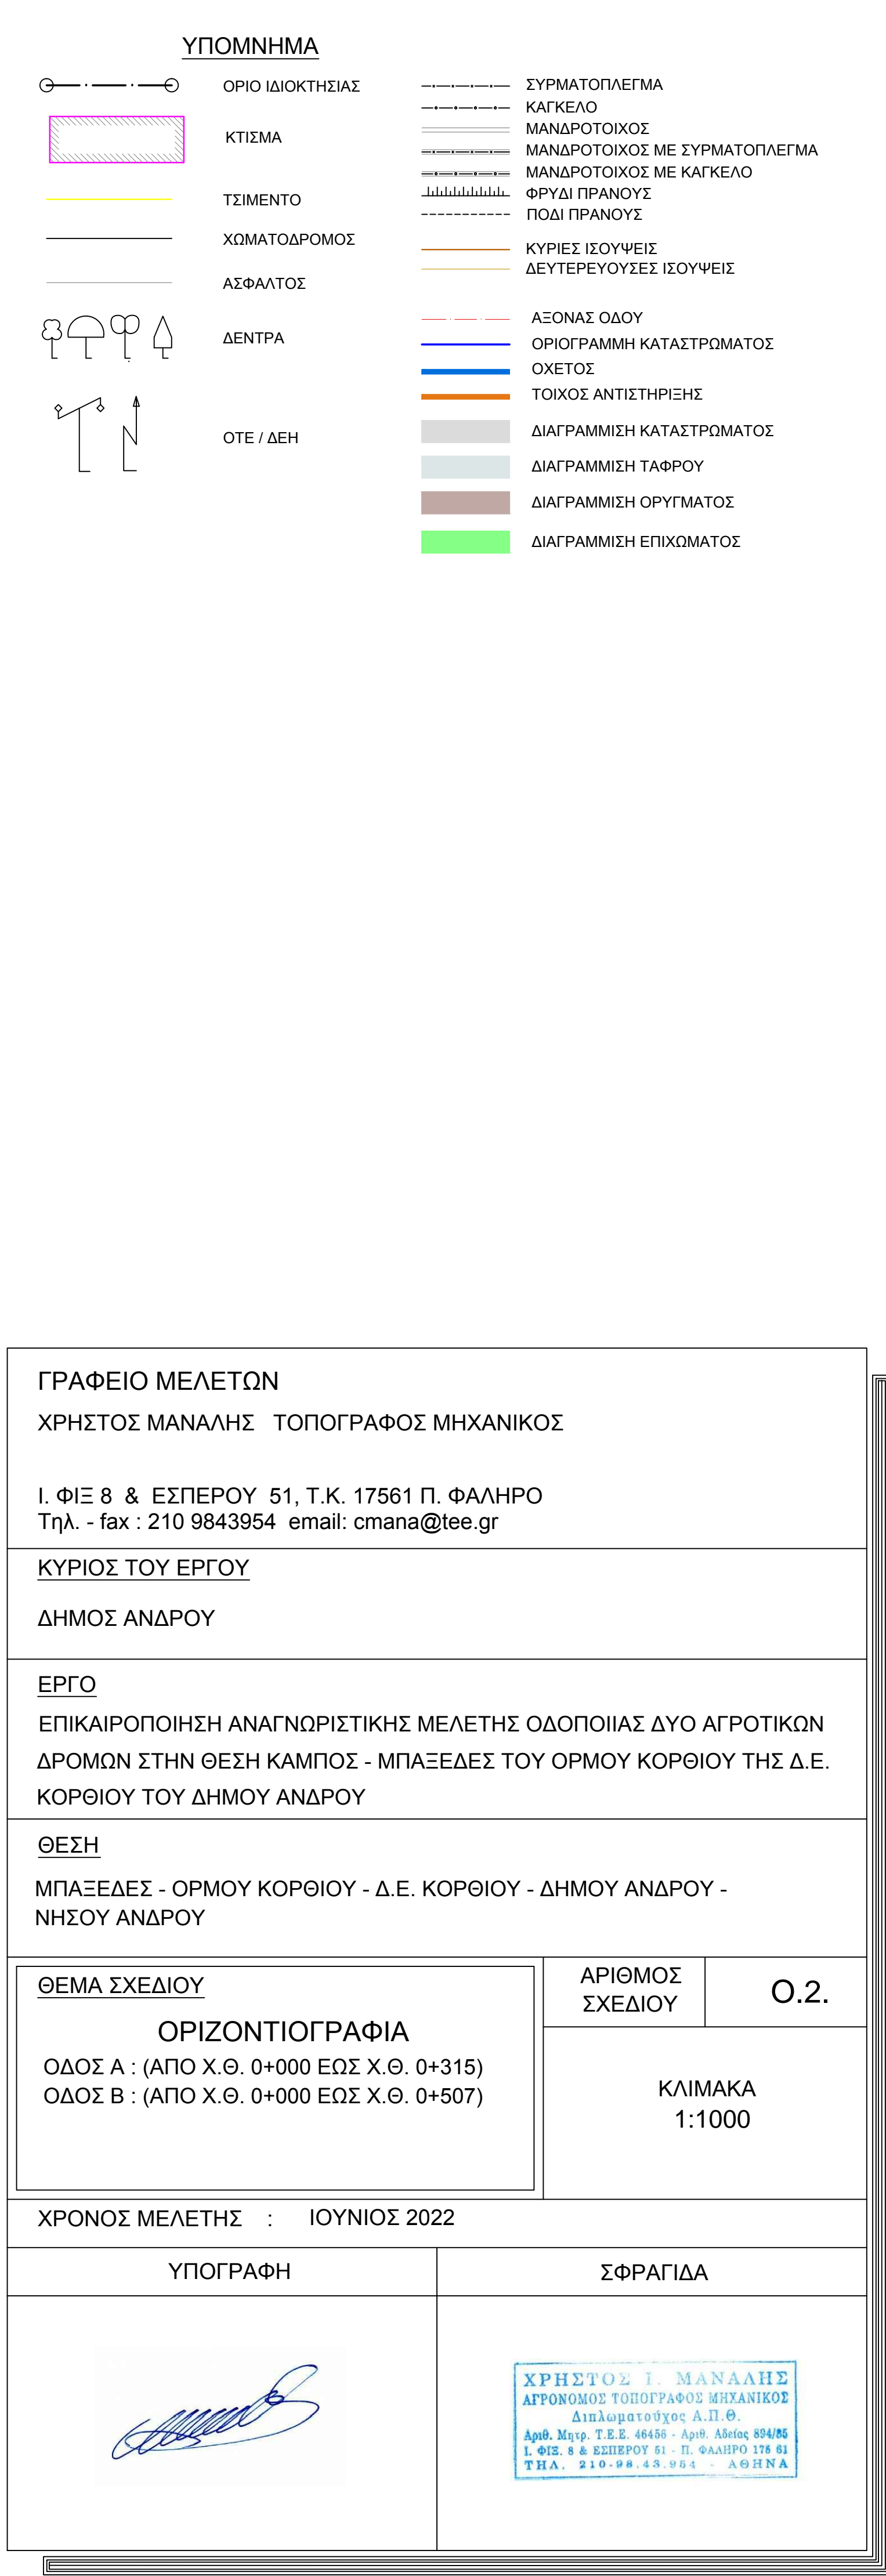 ΥΠΟΜΝΗΜΑ
ΟΡΙΟ ΙΔΙΟΚΤΗΣΙΑΣ
ΚΤΙΣΜΑ
ΤΣΙΜΕΝΤΟ
ΧΩΜΑΤΟΔΡΟΜΟΣ
ΑΣΦΑΛΤΟΣ
ΔΕΝΤΡΑ
ΟΤΕ / ΔΕΗ
ΣΥΡΜΑΤΟΠΛΕΓΜΑ
ΚΑΓΚΕΛΟ
ΜΑΝΔΡΟΤΟΙΧΟΣ
ΜΑΝΔΡΟΤΟΙΧΟΣ ΜΕ ΣΥΡΜΑΤΟΠΛΕΓΜΑ
ΜΑΝΔΡΟΤΟΙΧΟΣ ΜΕ ΚΑΓΚΕΛΟ
ΦΡΥΔΙ ΠΡΑΝΟΥΣ
ΠΟΔΙ ΠΡΑΝΟΥΣ
ΚΥΡΙΕΣ ΙΣΟΥΨΕΙΣ
ΔΕΥΤΕΡΕΥΟΥΣΕΣ ΙΣΟΥΨΕΙΣ
ΑΞΟΝΑΣ ΟΔΟΥ
ΟΡΙΟΓΡΑΜΜΗ ΚΑΤΑΣΤΡΩΜΑΤΟΣ
ΟΧΕΤΟΣ
ΤΟΙΧΟΣ ΑΝΤΙΣΤΗΡΙΞΗΣ
ΔΙΑΓΡΑΜΜΙΣΗ ΚΑΤΑΣΤΡΩΜΑΤΟΣ
ΔΙΑΓΡΑΜΜΙΣΗ ΤΑΦΡΟΥ
ΔΙΑΓΡΑΜΜΙΣΗ ΟΡΥΓΜΑΤΟΣ
ΔΙΑΓΡΑΜΜΙΣΗ ΕΠΙΧΩΜΑΤΟΣ
ΓΡΑΦΕΙΟ ΜΕΛΕΤΩΝ
ΧΡΗΣΤΟΣ ΜΑΝΑΛΗΣ ΤΟΠΟΓΡΑΦΟΣ ΜΗΧΑΝΙΚΟΣ
Ι. ΦΙΞ 8 & ΕΣΠΕΡΟΥ 51, Τ.Κ. 17561 Π. ΦΑΛΗΡΟ
Τηλ. - fax : 210 9843954 email: cmana@tee.gr
ΚΥΡΙΟΣ ΤΟΥ ΕΡΓΟΥ
ΔΗΜΟΣ ΑΝΔΡΟΥ
ΕΡΓΟ
ΕΠΙΚΑΙΡΟΠΟΙΗΣΗ ΑΝΑΓΝΩΡΙΣΤΙΚΗΣ ΜΕΛΕΤΗΣ ΟΔΟΠΟΙΙΑΣ ΔΥΟ ΑΓΡΟΤΙΚΩΝ
ΔΡΟΜΩΝ ΣΤΗΝ ΘΕΣΗ ΚΑΜΠΟΣ - ΜΠΑΞΕΔΕΣ ΤΟΥ ΟΡΜΟΥ ΚΟΡΘΙΟΥ ΤΗΣ Δ.Ε.
ΚΟΡΘΙΟΥ ΤΟΥ ΔΗΜΟΥ ΑΝΔΡΟΥ
ΘΕΣΗ
ΜΠΑΞΕΔΕΣ - ΟΡΜΟΥ ΚΟΡΘΙΟΥ - Δ.Ε. ΚΟΡΘΙΟΥ - ΔΗΜΟΥ ΑΝΔΡΟΥ -
ΝΗΣΟΥ ΑΝΔΡΟΥ
ΘΕΜΑ ΣΧΕΔΙΟΥ
ΟΡΙΖΟΝΤΙΟΓΡΑΦΙΑ
ΟΔΟΣ Α : (ΑΠΟ Χ.Θ. 0+000 ΕΩΣ Χ.Θ. 0+315)
ΟΔΟΣ Β : (ΑΠΟ Χ.Θ. 0+000 ΕΩΣ Χ.Θ. 0+507)
ΑΡΙΘΜΟΣ
ΣΧΕΔΙΟΥ
Ο.2.
ΚΛΙΜΑΚΑ
1:1000
ΧΡΟΝΟΣ ΜΕΛΕΤΗΣ : ΙΟΥΝΙΟΣ 2022
ΥΠΟΓΡΑΦΗ
ΣΦΡΑΓΙΔΑ
ΧΡΗΣΤΟΣ Ι. ΜΑΝΑΛΗΣ
ΑΓΡΟΝΟΜΟΣ ΤΟΠΟΓΡΑΦΟΣ ΜΗΧΑΝΙΚΟΣ
Διπλωματούχος Α.Π.Θ.
Αριθ. Μητρ. Τ.Ε.Ε. 46456 - Αριθ. Αδείας 894/85
Ι. ΦΙΞ. 8 & ΕΣΠΕΡΟΥ 51 - Π. ΦΑΛΗΡΟ 175 61
ΤΗΛ. 210-98.43.954 - ΑΘΗΝΑ